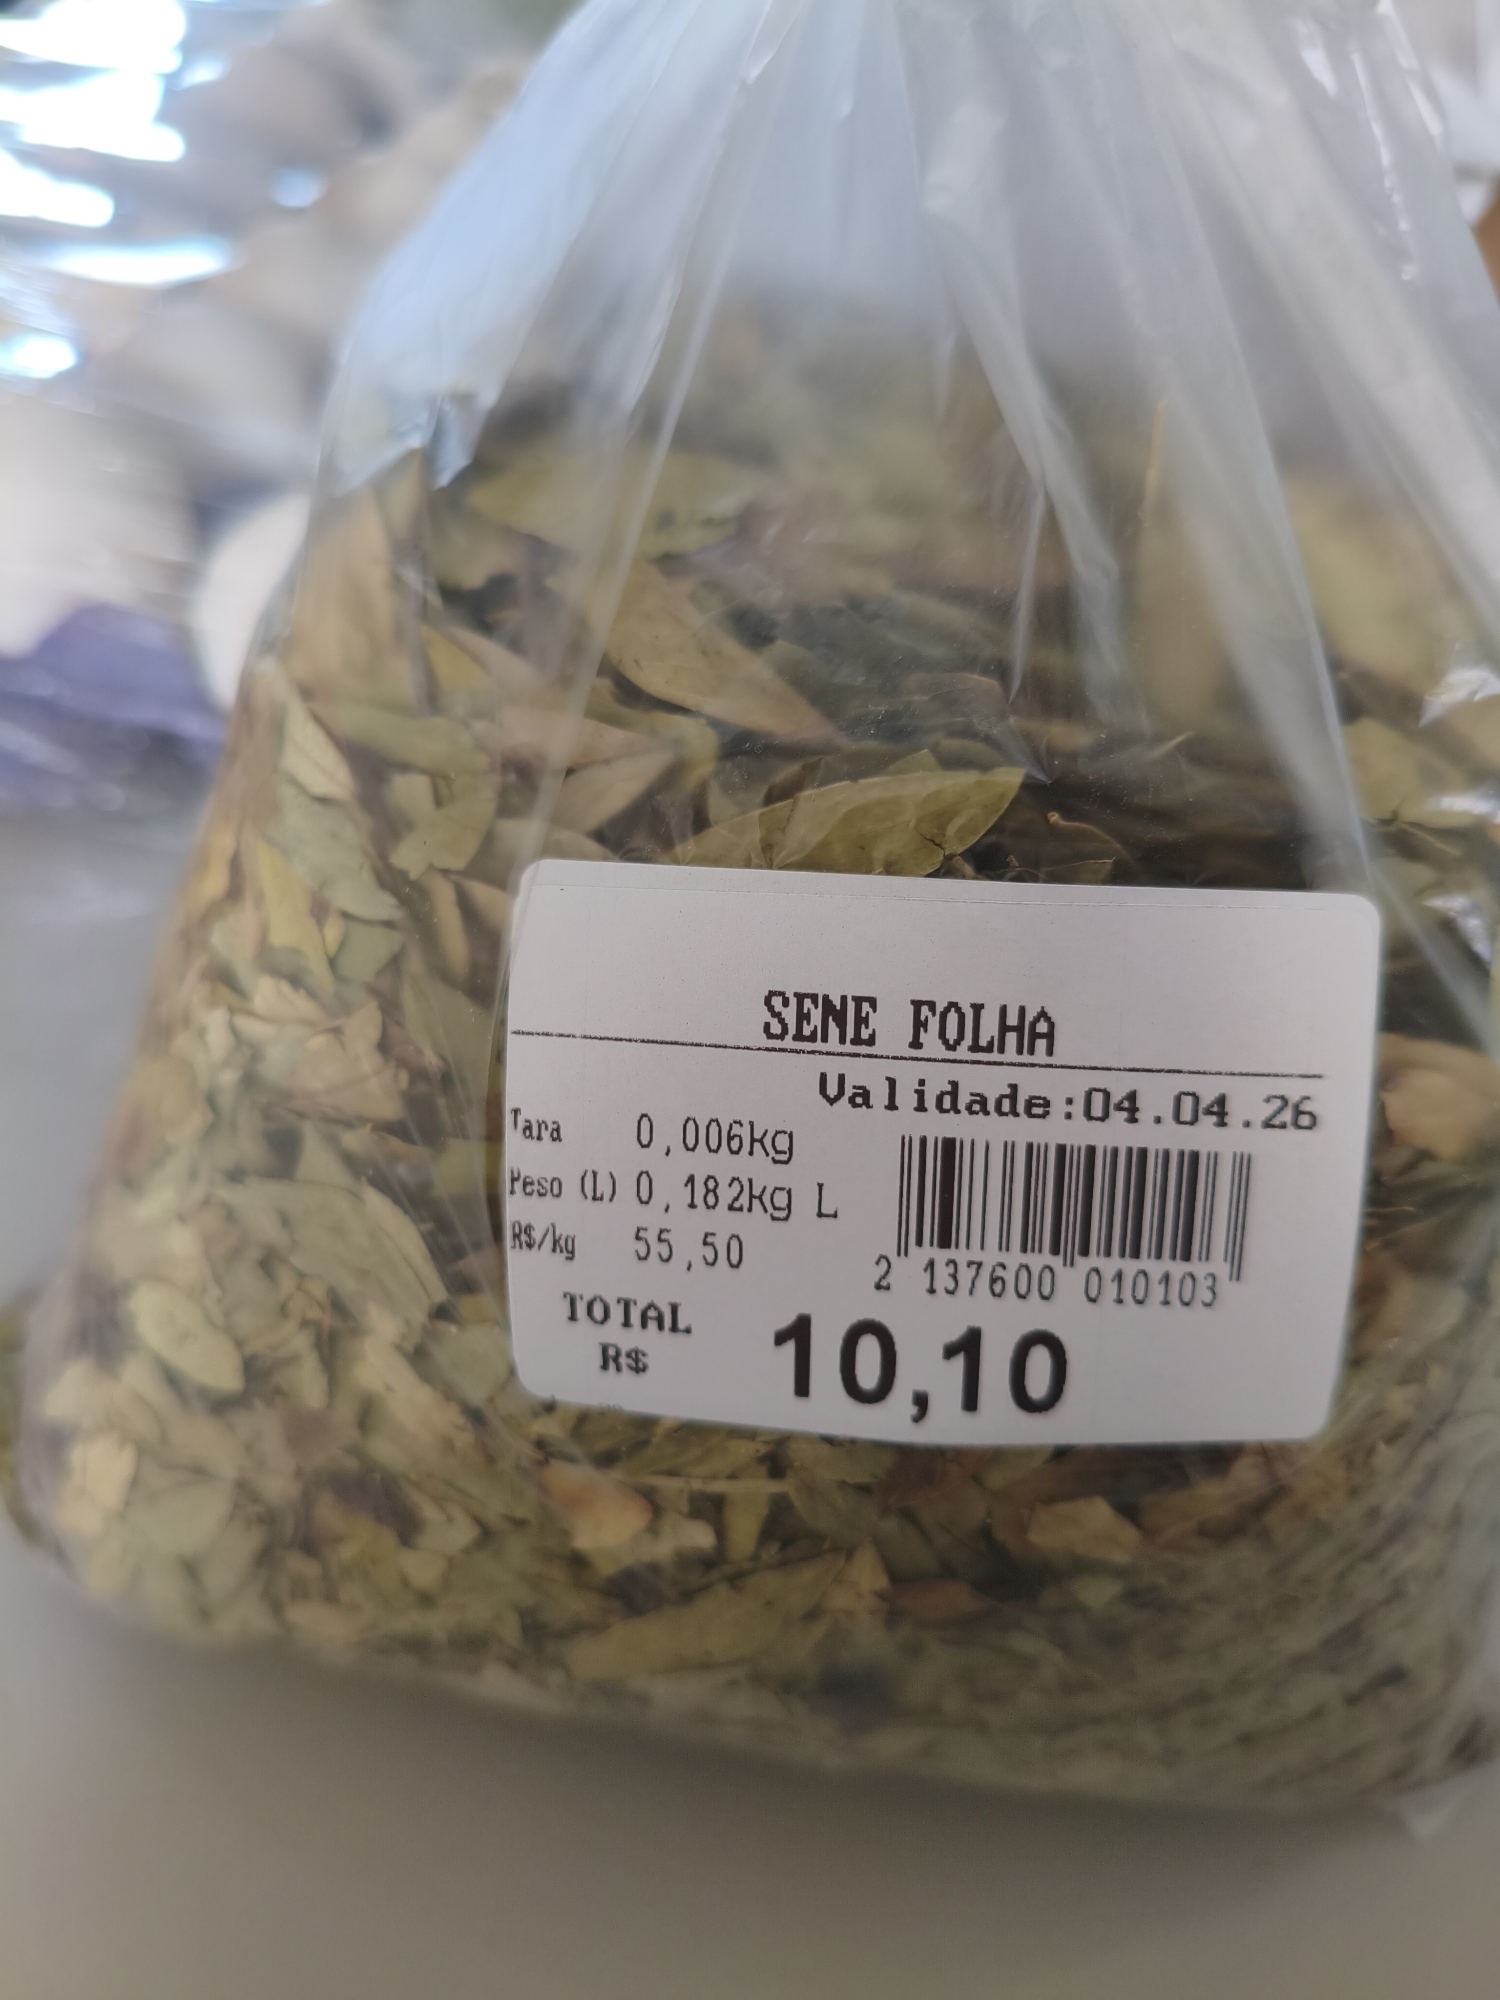 SENE FOLHA
Validade:04.04.26
Tara 0,006kg
Peso (L) 0,182kg L
R$/kg 55,50
2 137600 010103
TOTAL
R$ 10,10